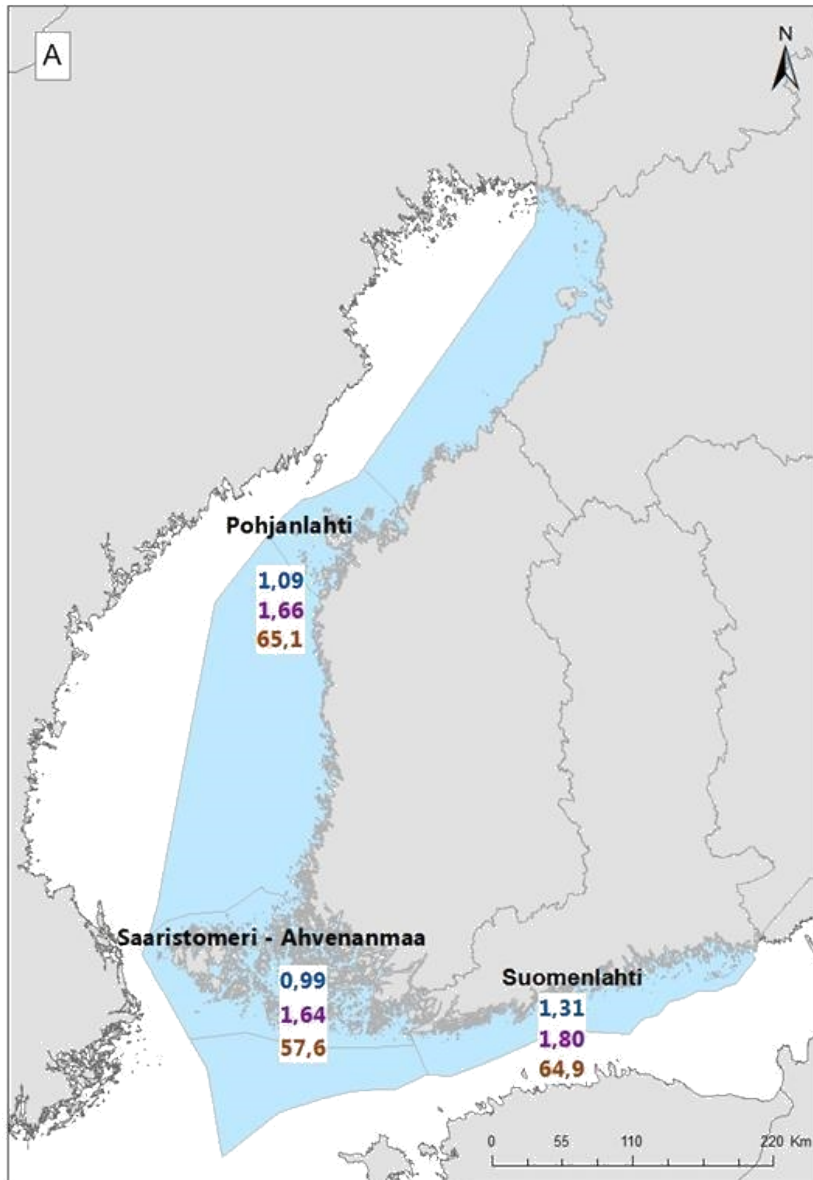 A
N
Pohjanlahti
1,09
1,66
65,1
Saaristomeri - Ahvenanmaa
0,99
1,64
57,6
Suomenlahti
1,31
1,80
64,9
0 55 110 220 Km